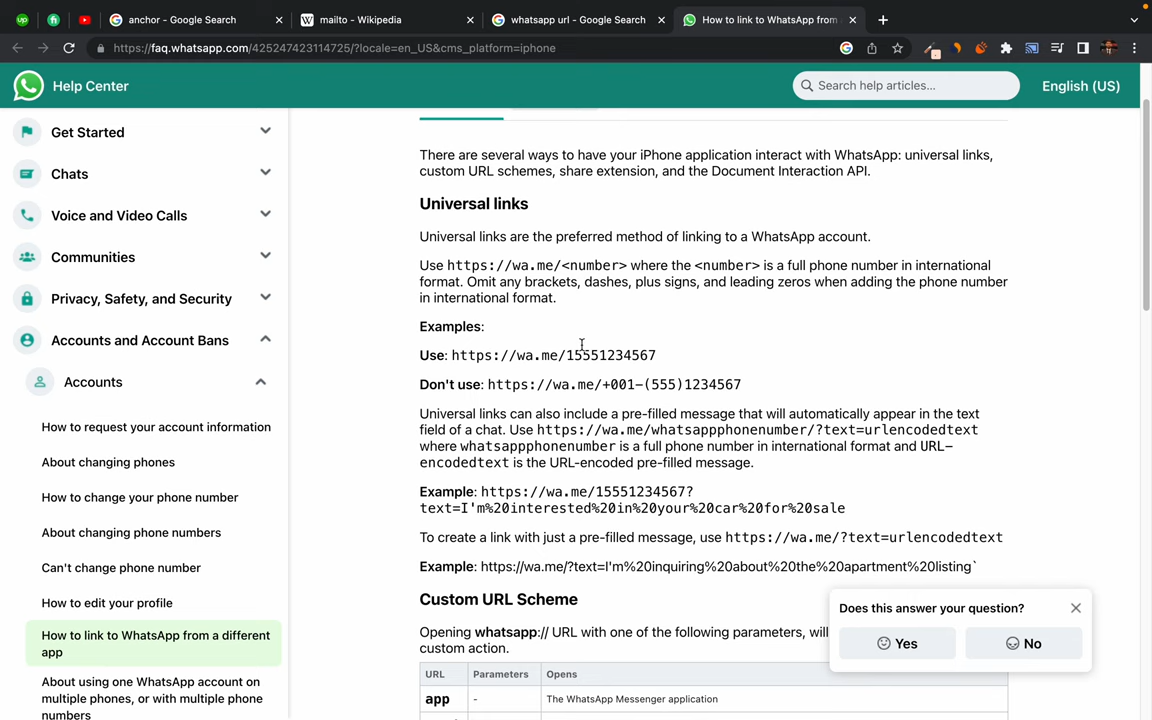 anchor - Google Search
mailto - Wikipedia
whatsapp url - Google Search
How to link to WhatsApp from
https://faq.whatsapp.com/425247423114725/?locale=en_US&cms_platform=iphone
Help Center
Search help articles...
English (US)
Get Started
Chats
Voice and Video Calls
Communities
Privacy, Safety, and Security
Accounts and Account Bans
Accounts
How to request your account information
About changing phones
How to change your phone number
About changing phone numbers
Can't change phone number
How to edit your profile
How to link to WhatsApp from a different
app
About using one WhatsApp account on
multiple phones, or with multiple phone
numbers
There are several ways to have your iPhone application interact with WhatsApp: universal links,
custom URL schemes, share extension, and the Document Interaction API.
Universal links
Universal links are the preferred method of linking to a WhatsApp account.
Use https://wa.me/<number> where the <number> is a full phone number in international
format. Omit any brackets, dashes, plus signs, and leading zeros when adding the phone number
in international format.
Examples:
Use: https://wa.me/15551234567
Don't use: https://wa.me/+001-(555)1234567
Universal links can also include a pre-filled message that will automatically appear in the text
field of a chat. Use https://wa.me/whatsappphonenumber/?text=urlencodedtext
where whatsappphonenumber is a full phone number in international format and URL-
encodedtext is the URL-encoded pre-filled message.
Example: https://wa.me/15551234567?
text=I'm%20interested%20in%20your%20car%20for%20sale
To create a link with just a pre-filled message, use https://wa.me/?text=urlencodedtext
Example: https://wa.me/?text=I'm%20inquiring%20about%20the%20apartment%20listing`
Custom URL Scheme
Opening whatsapp:// URL with one of the following parameters, will
custom action.
URL Parameters Opens
app - The WhatsApp Messenger application
Does this answer your question?
Yes
No